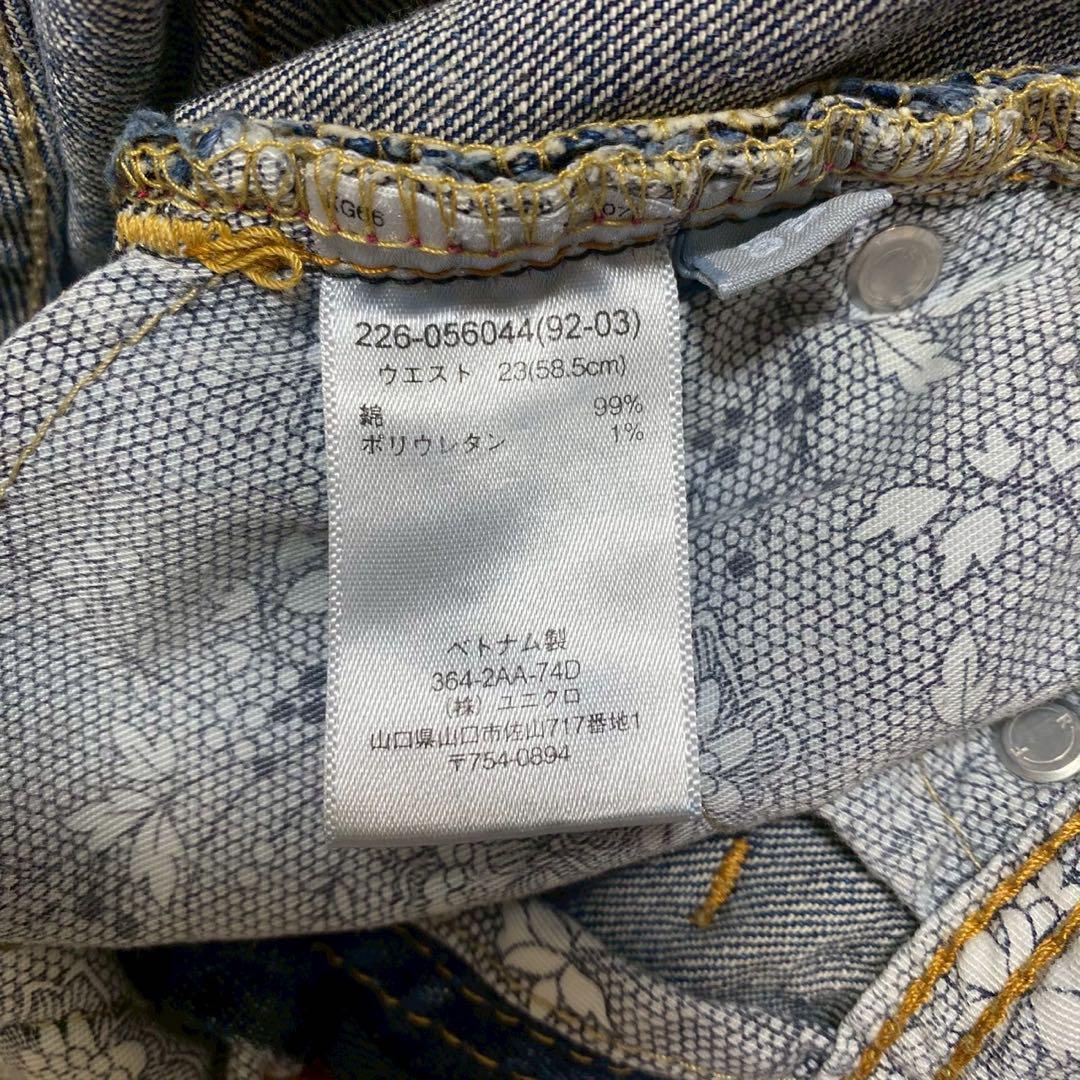 226-056044(92-03)
ウエスト 23(58.5cm)
綿 99%
ポリウレタン 1%
ベトナム製
364-2AA-74D
(株) ユニクロ
山口県山口市佐山717番地1
〒754-0894